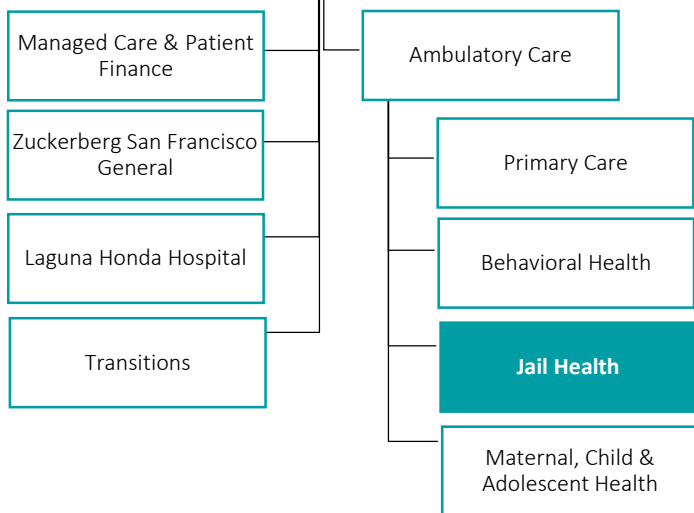 Managed Care & Patient
Finance
Zuckerberg San Francisco
General
Laguna Honda Hospital
Transitions
Ambulatory Care
Primary Care
Behavioral Health
Jail Health
Maternal, Child &
Adolescent Health